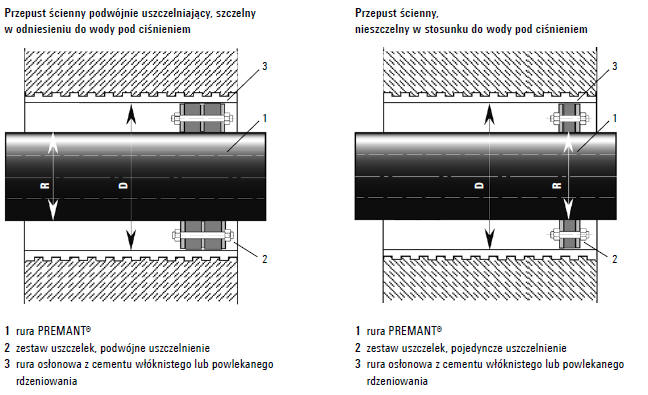 Przepust ścienny podwójnie uszczelniający, szczelny
w odniesieniu do wody pod ciśnieniem
3
1
R
D
2
1 rura PREMANT®
2 zestaw uszczelek, podwójne uszczelnienie
3 rura osłonowa z cementu włóknistego lub powlekanego
rdzeniowania
Przepust ścienny,
nieszczelny w stosunku do wody pod ciśnieniem
3
1
D
R
2
1 rura PREMANT®
2 zestaw uszczelek, pojedyncze uszczelnienie
3 rura osłonowa z cementu włóknistego lub powlekanego
rdzeniowania